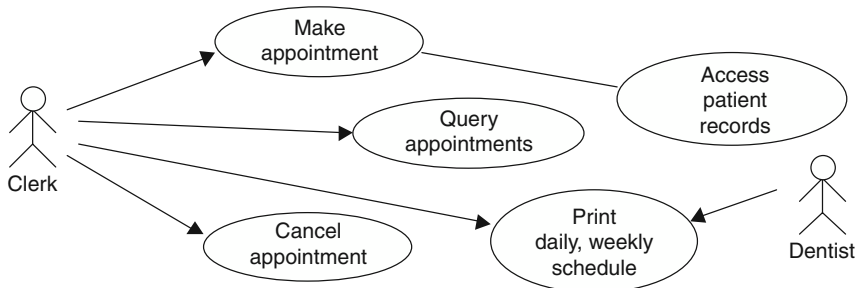 Make
appointment
Access
patient
records
Query
appointments
Clerk
Cancel
appointment
Print
daily, weekly
schedule
Dentist